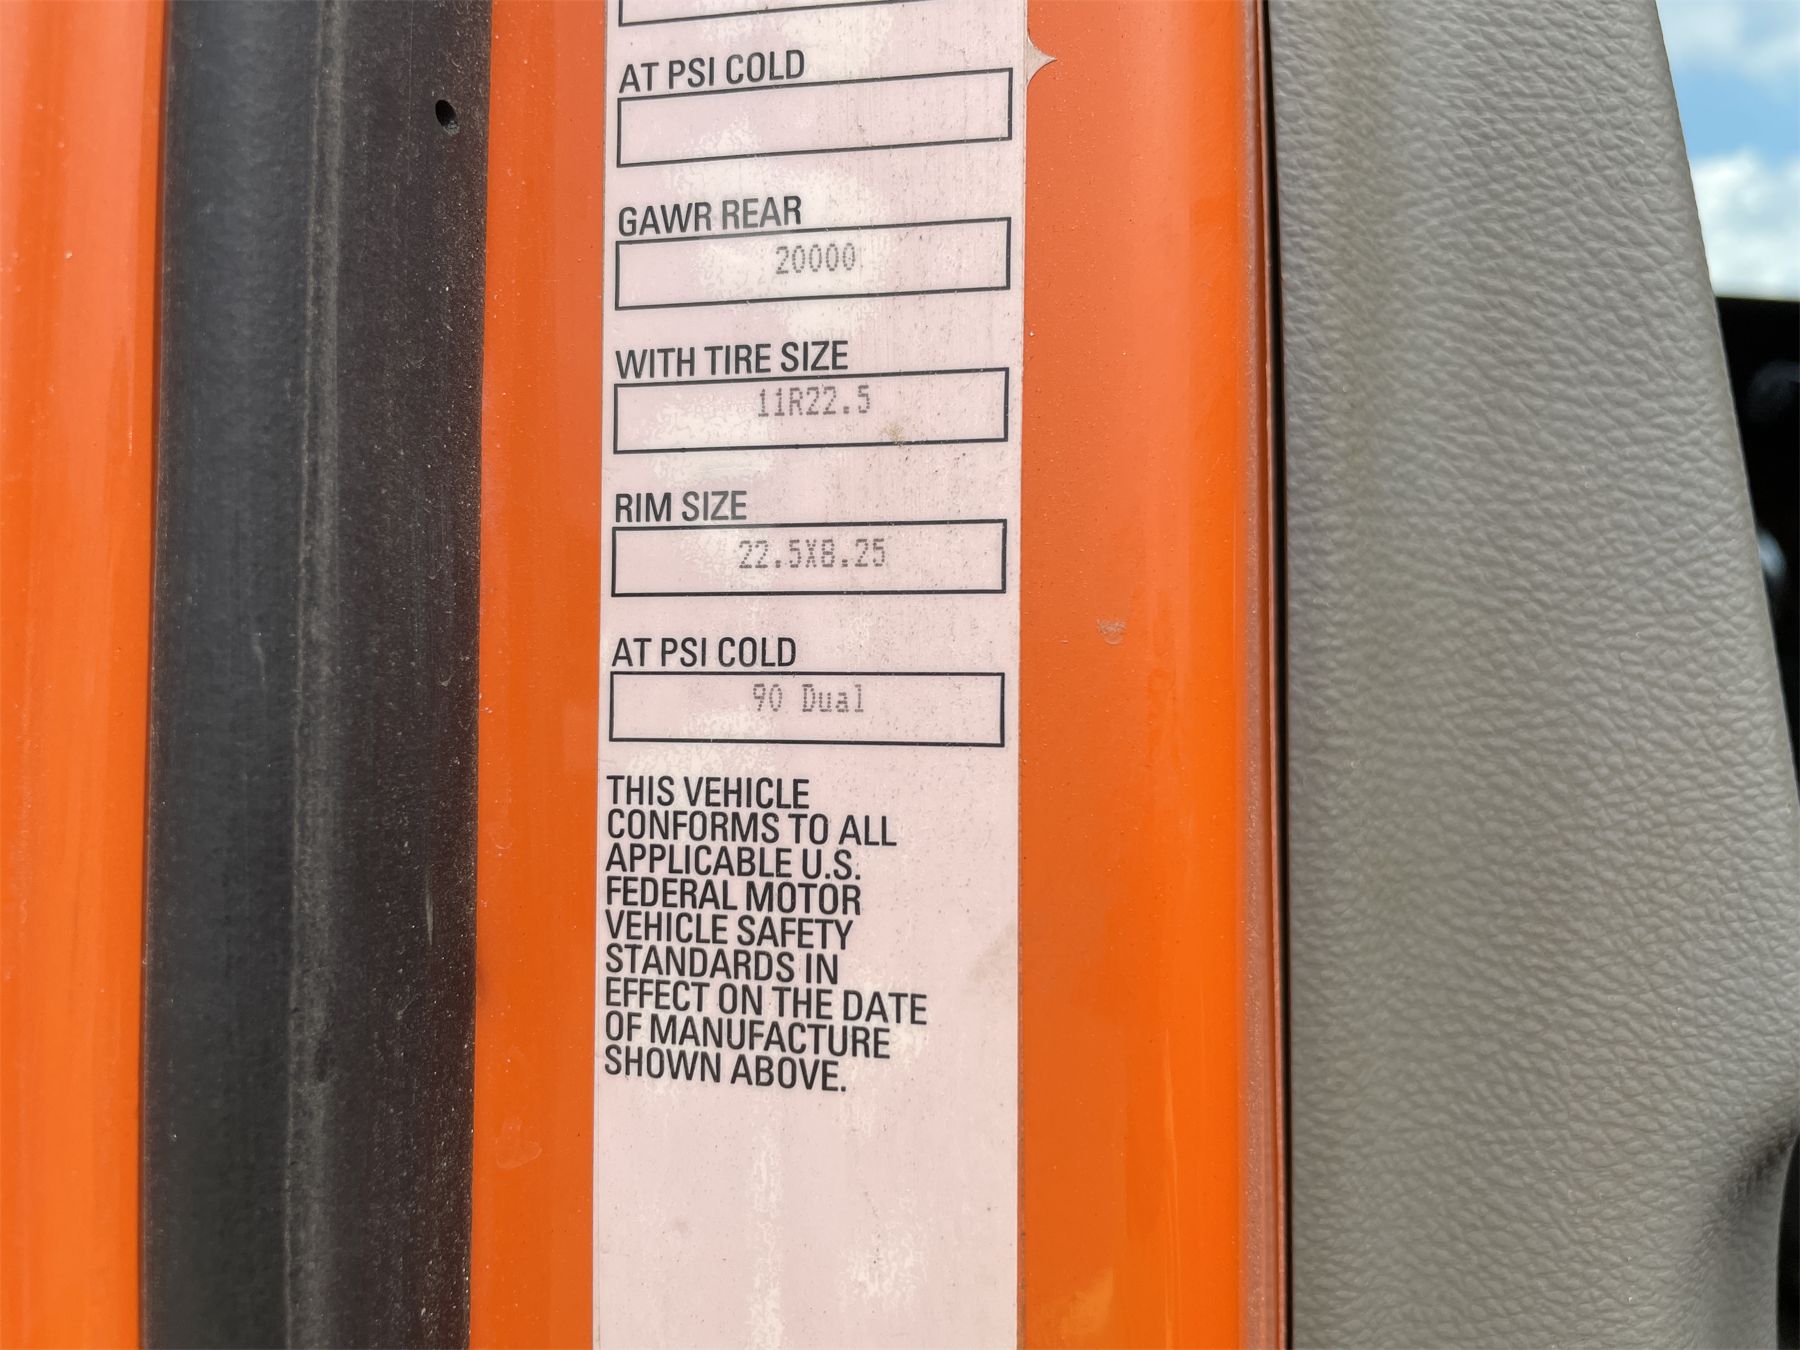 AT PSI COLD
GAWR REAR
20000
WITH TIRE SIZE
11R22.5
RIM SIZE
22.5X8.25
AT PSI COLD
90 Dual
THIS VEHICLE
CONFORMS TO ALL
APPLICABLE U.S.
FEDERAL MOTOR
VEHICLE SAFETY
STANDARDS IN
EFFECT ON THE DATE
OF MANUFACTURE
SHOWN ABOVE.